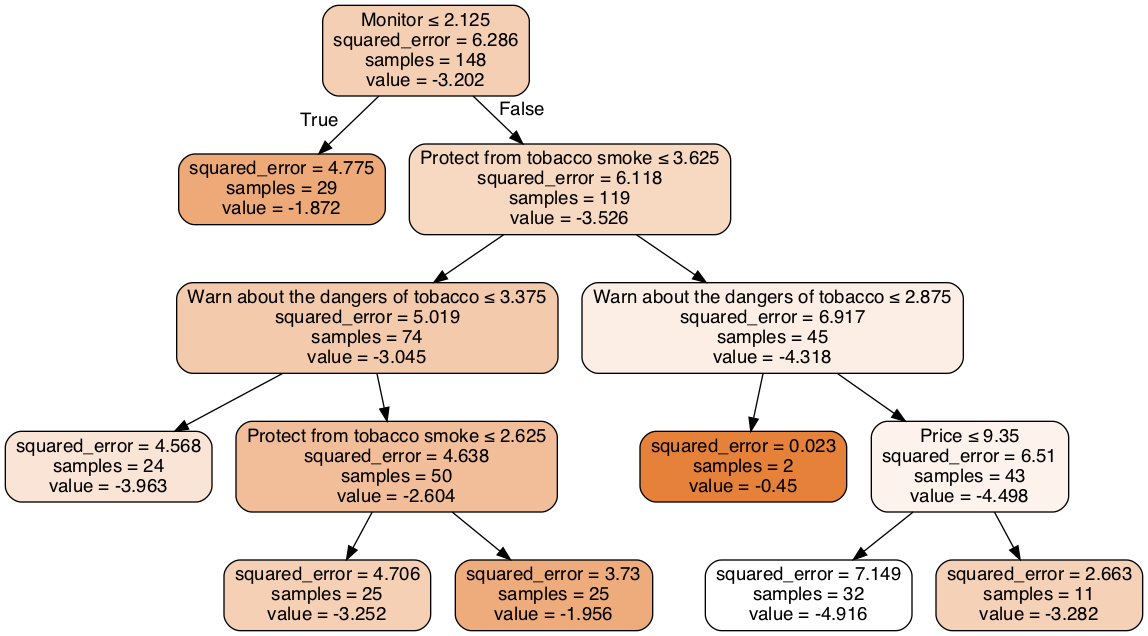 Monitor ≤ 2.125
squared_error = 6.286
samples = 148
value = -3.202
True
False
squared_error = 4.775
samples = 29
value = -1.872
Protect from tobacco smoke ≤ 3.625
squared_error = 6.118
samples = 119
value = -3.526
Warn about the dangers of tobacco ≤ 3.375
squared_error = 5.019
samples = 74
value = -3.045
Warn about the dangers of tobacco ≤ 2.875
squared_error = 6.917
samples = 45
value = -4.318
squared_error = 4.568
samples = 24
value = -3.963
Protect from tobacco smoke ≤ 2.625
squared_error = 4.638
samples = 50
value = -2.604
squared_error = 0.023
samples = 2
value = -0.45
Price ≤ 9.35
squared_error = 6.51
samples = 43
value = -4.498
squared_error = 4.706
samples = 25
value = -3.252
squared_error = 3.73
samples = 25
value = -1.956
squared_error = 7.149
samples = 32
value = -4.916
squared_error = 2.663
samples = 11
value = -3.282